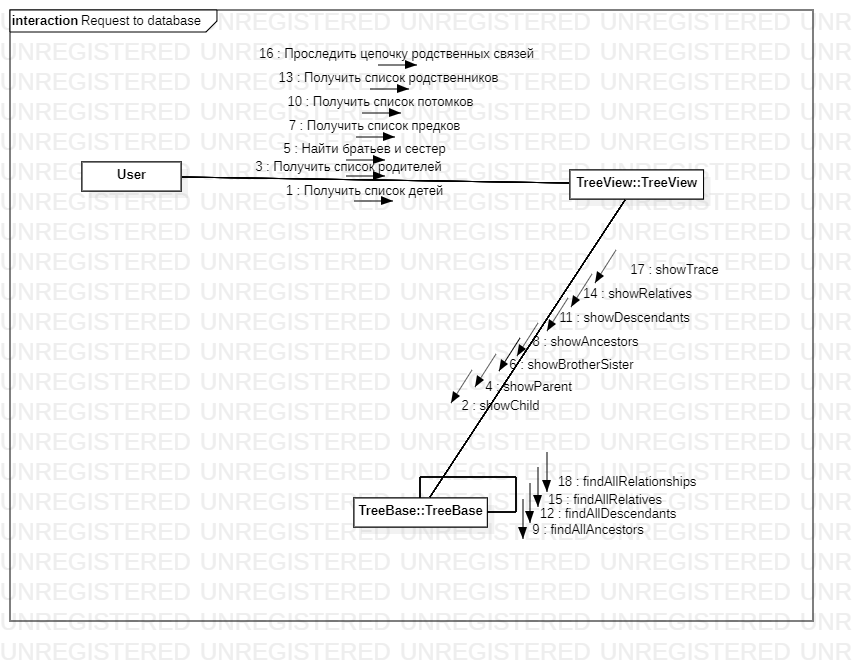 interaction Request to database
16 : Проследить цепочку родственных связей
13 : Получить список родственников
10 : Получить список потомков
7 : Получить список предков
5 : Найти братьев и сестер
3 : Получить список родителей
User
TreeView::TreeView
1 : Получить список детей
17 : showTrace
14 : showRelatives
11 : showDescendants
8 : showAncestors
6 : showBrotherSister
4 : showParent
2 : showChild
18 : findAllRelationships
15 : findAllRelatives
TreeBase::TreeBase
12 : findAllDescendants
9 : findAllAncestors
UNREGISTERED